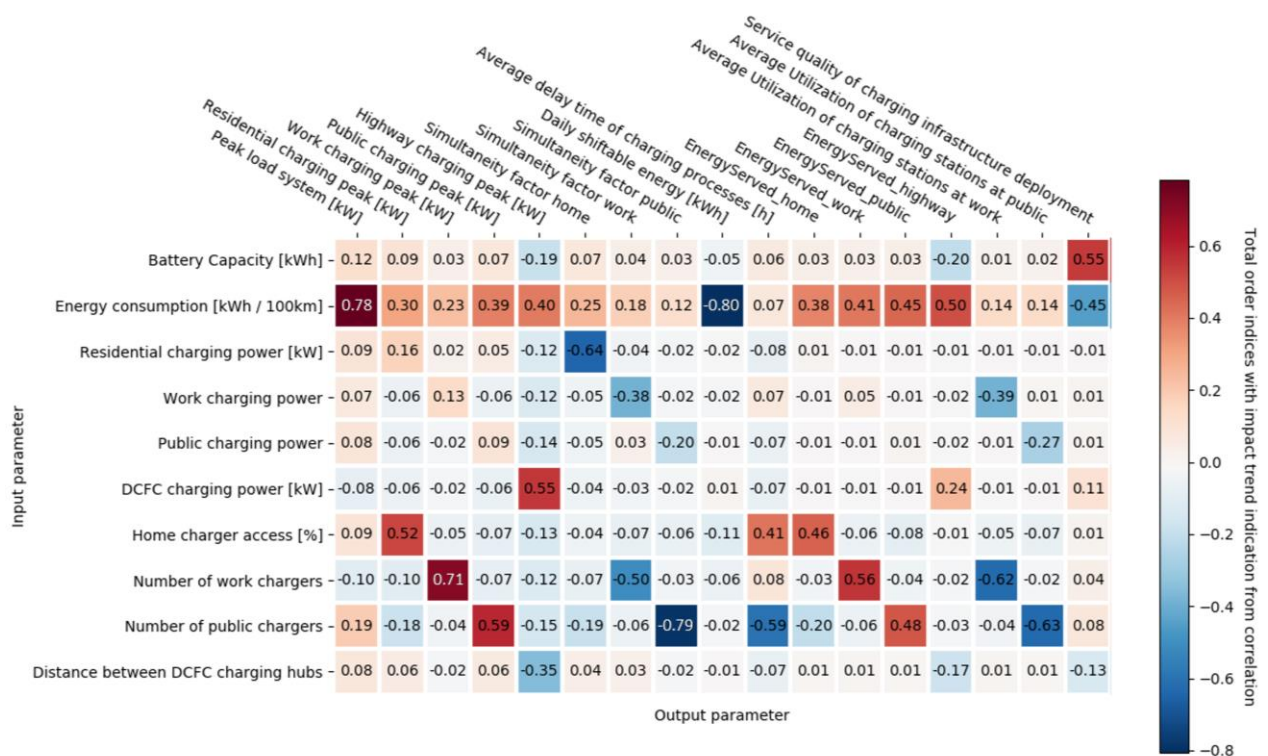 Service quality of charging infrastructure deployment
Average Utilization of charging stations at public
Average Utilization of charging stations at work
EnergyServed_highway
EnergyServed_public
EnergyServed_work
EnergyServed_home
Average delay time of charging processes [h]
Daily shiftable energy [kWh]
Simultaneity factor public
Simultaneity factor work
Simultaneity factor home
Highway charging peak [kW]
Public charging peak [kW]
Work charging peak [kW]
Residential charging peak [kW]
Peak load system [kW]
Battery Capacity [kWh] 0.12 0.09 0.03 0.07 -0.19 0.07 0.04 0.03 -0.05 0.06 0.03 0.03 0.03 -0.20 0.01 0.02 0.55
Energy consumption [kWh / 100km] 0.78 0.30 0.23 0.39 0.40 0.25 0.18 0.12 -0.80 0.07 0.38 0.41 0.45 0.50 0.14 0.14 -0.45
Residential charging power [kW] 0.09 0.16 0.02 0.05 -0.12 -0.64 -0.04 -0.02 -0.02 -0.08 0.01 -0.01 -0.01 -0.01 -0.01 -0.01 -0.01
Work charging power 0.07 -0.06 0.13 -0.06 -0.12 -0.05 -0.38 -0.02 -0.02 0.07 -0.01 0.05 -0.01 -0.02 -0.39 0.01 0.01
Public charging power 0.08 -0.06 -0.02 0.09 -0.14 -0.05 0.03 -0.20 -0.01 -0.07 -0.01 -0.01 0.01 -0.02 -0.01 -0.27 0.01
DCFC charging power [kW] -0.08 -0.06 -0.02 -0.06 0.55 -0.04 -0.03 -0.02 0.01 -0.07 -0.01 -0.01 -0.01 0.24 -0.01 -0.01 0.11
Home charger access [%] 0.09 0.52 -0.05 -0.07 -0.13 -0.04 -0.07 -0.06 -0.11 0.41 0.46 -0.06 -0.08 -0.01 -0.05 -0.07 0.01
Number of work chargers -0.10 -0.10 0.71 -0.07 -0.12 -0.07 -0.50 -0.03 -0.06 0.08 -0.03 0.56 -0.04 -0.02 -0.62 -0.02 0.04
Number of public chargers 0.19 -0.18 -0.04 0.59 -0.15 -0.19 -0.06 -0.79 -0.02 -0.59 -0.20 -0.06 0.48 -0.03 -0.04 -0.63 0.08
Distance between DCFC charging hubs 0.08 0.06 -0.02 0.06 -0.35 0.04 0.03 -0.02 -0.01 -0.07 0.01 0.01 0.01 -0.17 0.01 0.01 -0.13
Input parameter
Output parameter
0.6
0.4
0.2
0.0
−0.2
−0.4
−0.6
−0.8
Total order indices with impact trend indication from correlation